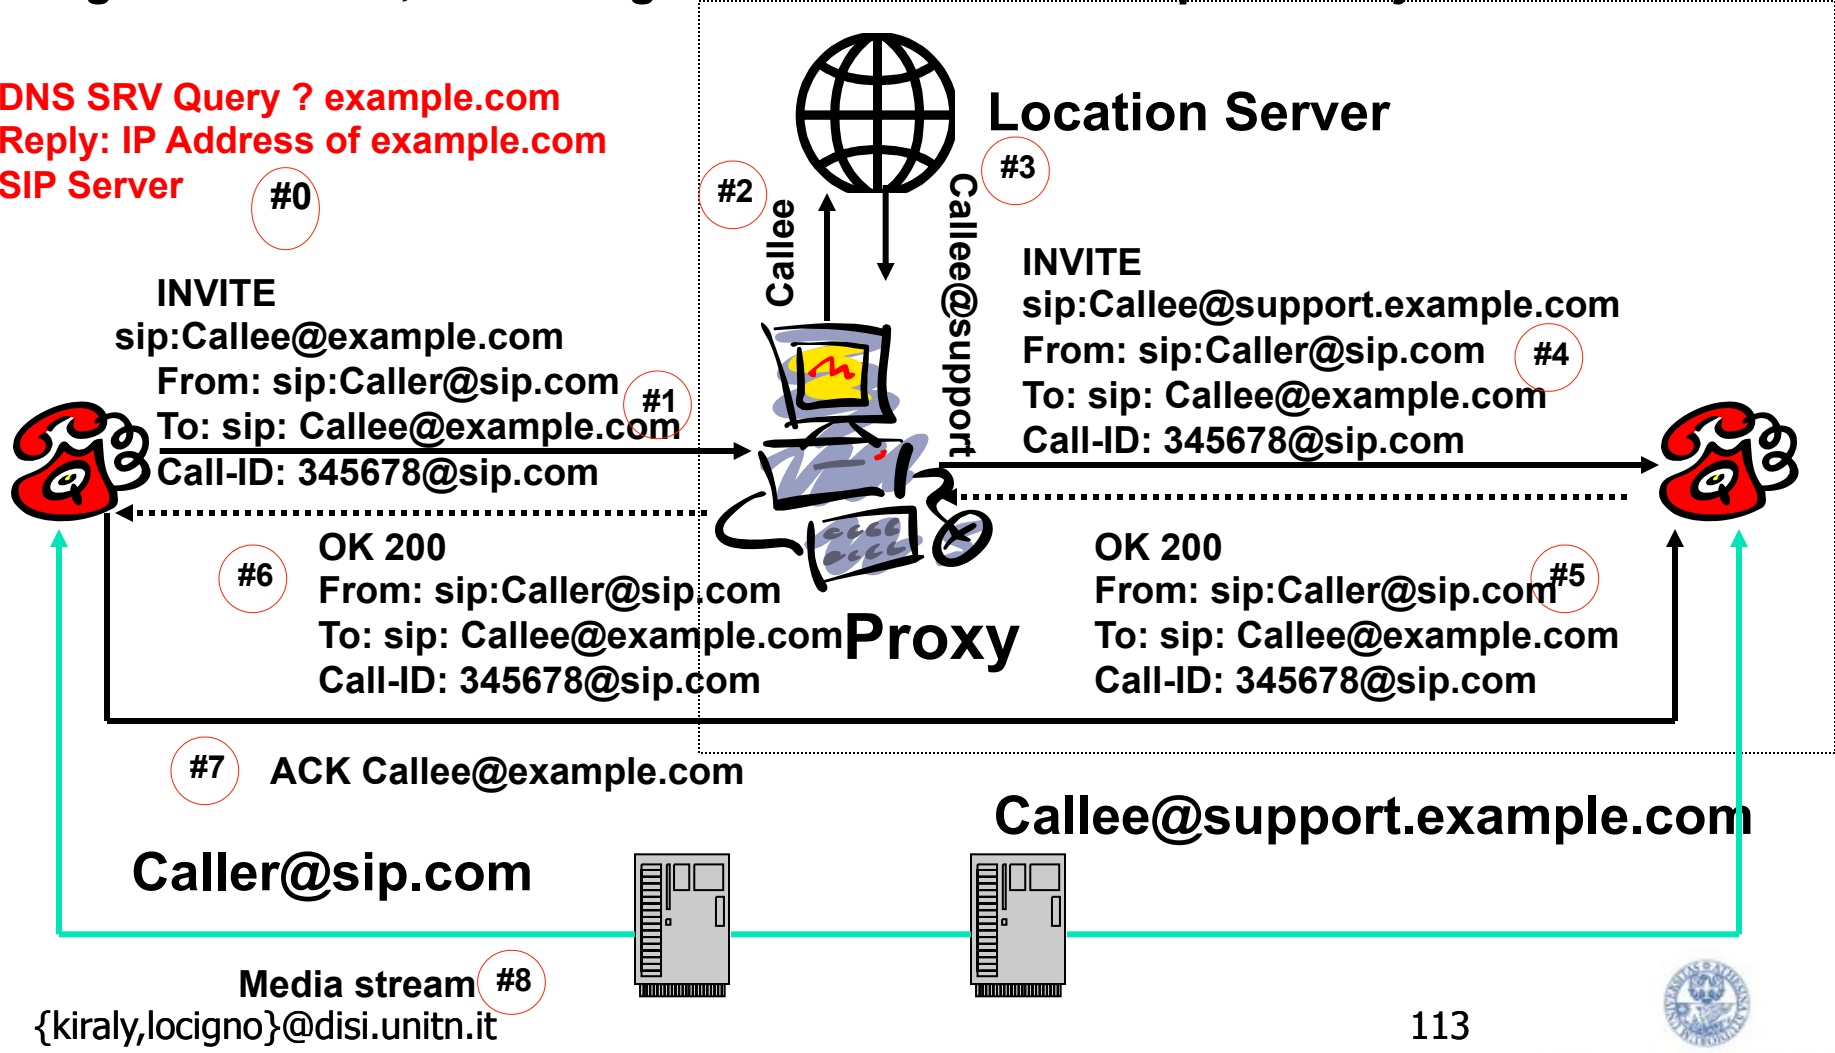 DNS SRV Query ? example.com
Reply: IP Address of example.com
SIP Server
#0
Location Server
#2
#3
Callee
Callee@support
INVITE
sip:Callee@example.com
From: sip:Caller@sip.com
#1
To: sip: Callee@example.com
Call-ID: 345678@sip.com
INVITE
sip:Callee@support.example.com
From: sip:Caller@sip.com
#4
To: sip: Callee@example.com
Call-ID: 345678@sip.com
OK 200
#6
From: sip:Caller@sip.com
To: sip: Callee@example.com
Call-ID: 345678@sip.com
Proxy
OK 200
#5
From: sip:Caller@sip.com
To: sip: Callee@example.com
Call-ID: 345678@sip.com
#7
ACK Callee@example.com
Callee@support.example.com
Caller@sip.com
Media stream
#8
{kiraly,locigno}@disi.unitn.it
113